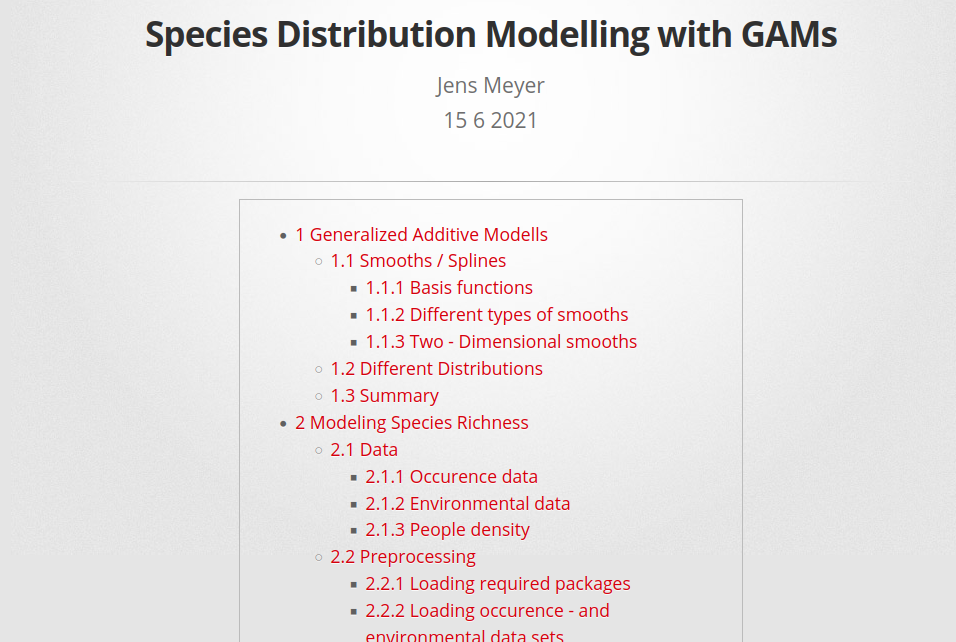 Species Distribution Modelling with GAMs
Jens Meyer
15 6 2021
1 Generalized Additive Modells
1.1 Smooths / Splines
1.1.1 Basis functions
1.1.2 Different types of smooths
1.1.3 Two - Dimensional smooths
1.2 Different Distributions
1.3 Summary
2 Modeling Species Richness
2.1 Data
2.1.1 Occurence data
2.1.2 Environmental data
2.1.3 People density
2.2 Preprocessing
2.2.1 Loading required packages
2.2.2 Loading occurence - and
environmental data sets